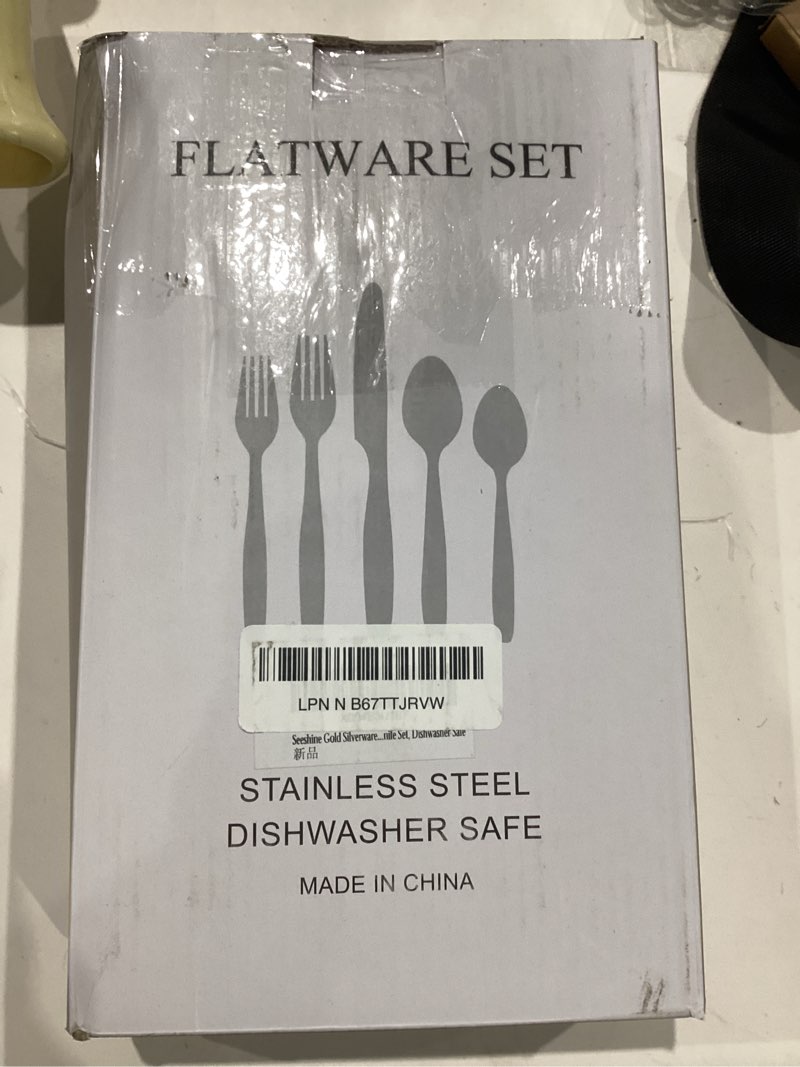 FLATWARE SET
LPN N B67TTJRVW
Seeshine Gold Silverware...nife Set, Dishwasher Safe
新品
STAINLESS STEEL
DISHWASHER SAFE
MADE IN CHINA